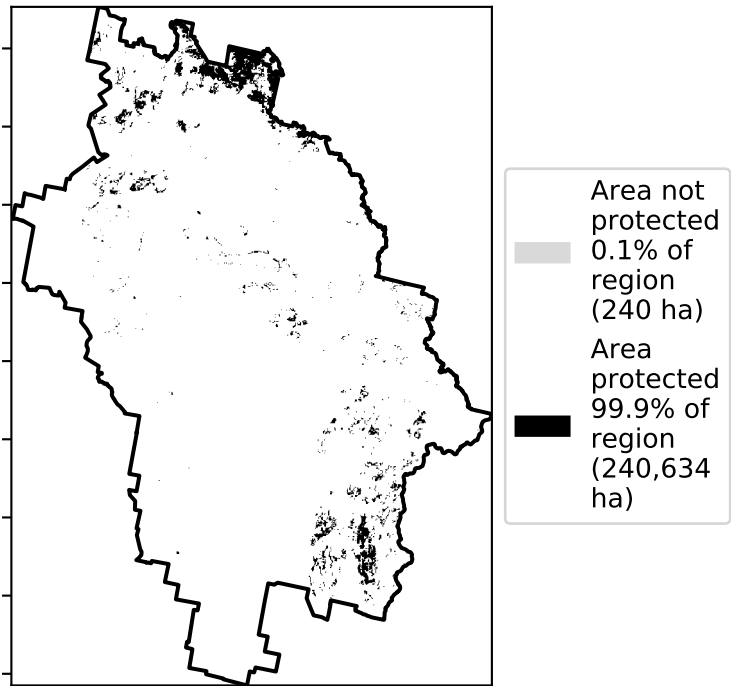 Area not
protected
0.1% of
region
(240 ha)
Area
protected
99.9% of
region
(240,634
ha)